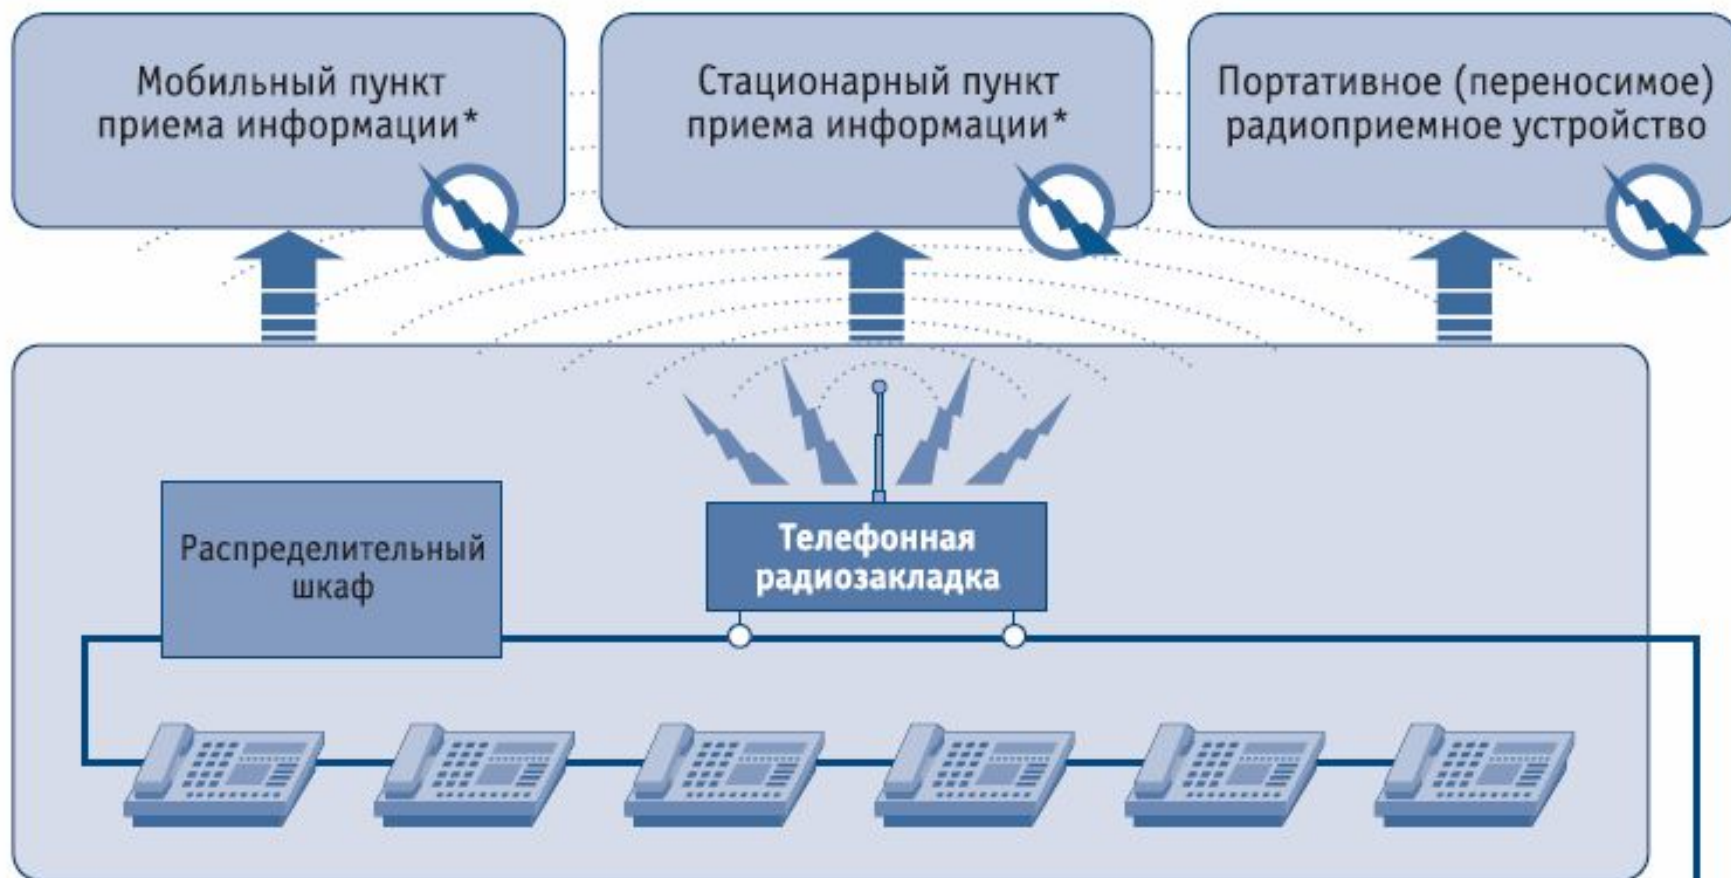 Мобильный пункт
приема информации*
Стационарный пункт
приема информации*
Портативное (переносимое)
радиоприемное устройство
Распределительный
шкаф
Телефонная
радиозакладка